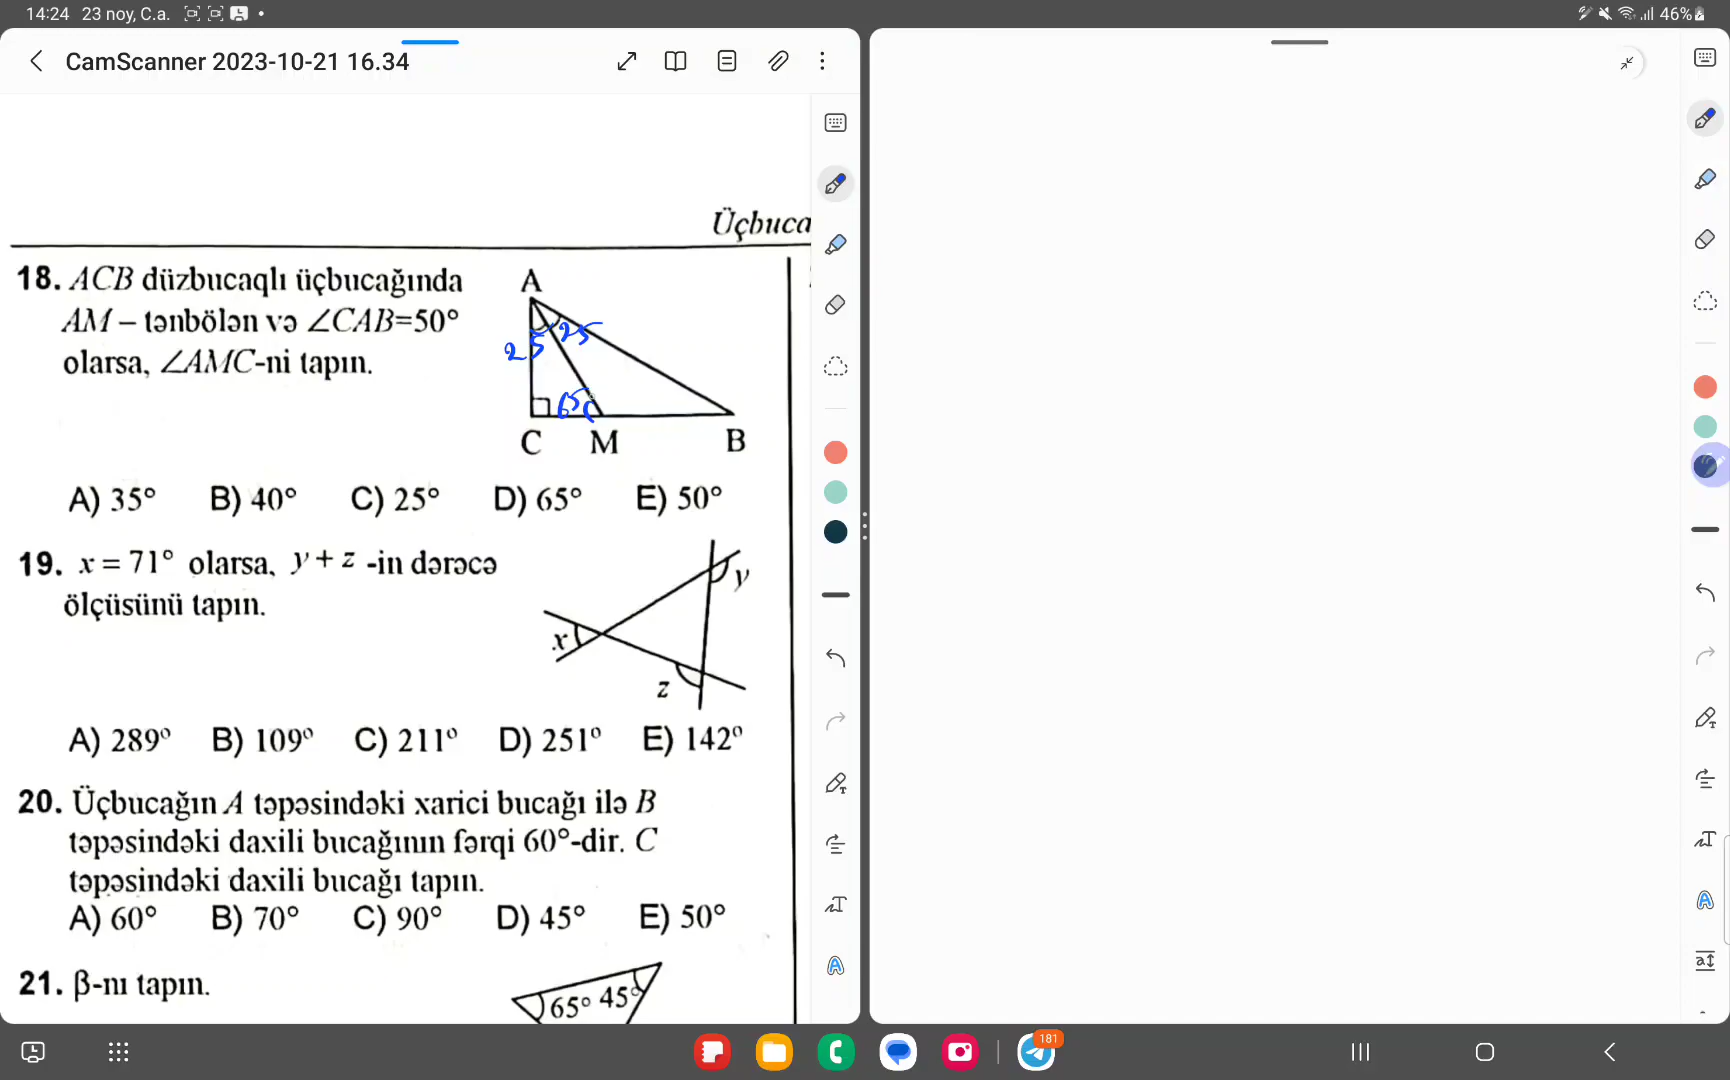 14:24 23 noy, C.a.
46%
CamScanner 2023-10-21 16.34
Üçbuca
18. ACB düzbucaqlı üçbucağında
AM – tənbölən və ∠CAB=50°
olarsa, ∠AMC-ni tapın.
A
25
25
65
C M B
A) 35° B) 40° C) 25° D) 65° E) 50°
19. x = 71° olarsa, y + z -in dərəcə
ölçüsünü tapın.
y
x
z
A) 289° B) 109° C) 211° D) 251° E) 142°
20. Üçbucağın A təpəsindəki xarici bucağı ilə B
təpəsindəki daxili bucağının fərqi 60°-dir. C
təpəsindəki daxili bucağı tapın.
A) 60° B) 70° C) 90° D) 45° E) 50°
21. β-nı tapın.
65° 45°
181